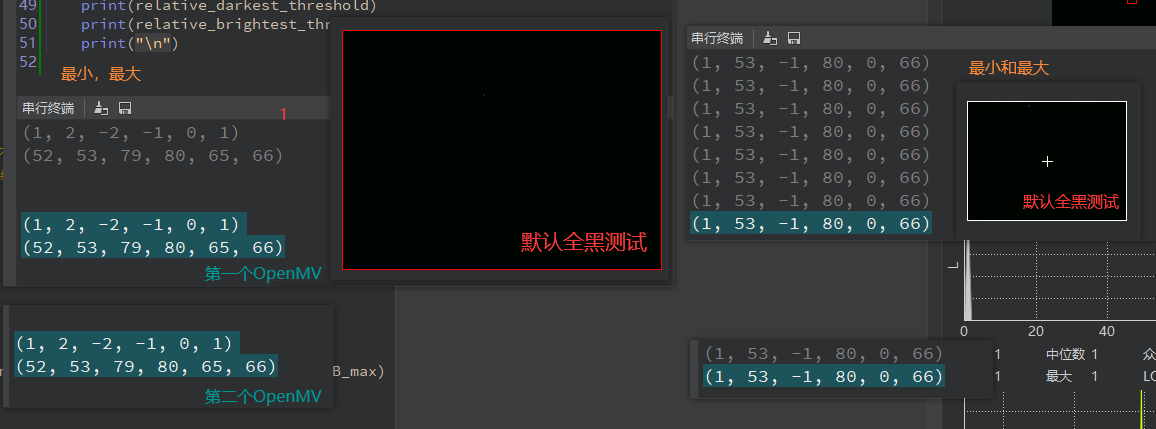 49 print(relative_darkest_threshold)
50 print(relative_brightest_thr
51 print("\n")
52
最小，最大
串行终端
1
(1, 2, -2, -1, 0, 1)
(52, 53, 79, 80, 65, 66)
(1, 2, -2, -1, 0, 1)
(52, 53, 79, 80, 65, 66)
第一个OpenMV
默认全黑测试
(1, 2, -2, -1, 0, 1)
(52, 53, 79, 80, 65, 66)
B_max)
第二个OpenMV
串行终端
(1, 53, -1, 80, 0, 66)
(1, 53, -1, 80, 0, 66)
(1, 53, -1, 80, 0, 66)
(1, 53, -1, 80, 0, 66)
(1, 53, -1, 80, 0, 66)
(1, 53, -1, 80, 0, 66)
(1, 53, -1, 80, 0, 66)
(1, 53, -1, 80, 0, 66)
最小和最大
默认全黑测试
L
0 20 40
(1, 53, -1, 80, 0, 66)
(1, 53, -1, 80, 0, 66)
1 中位数 1
1 最大 1